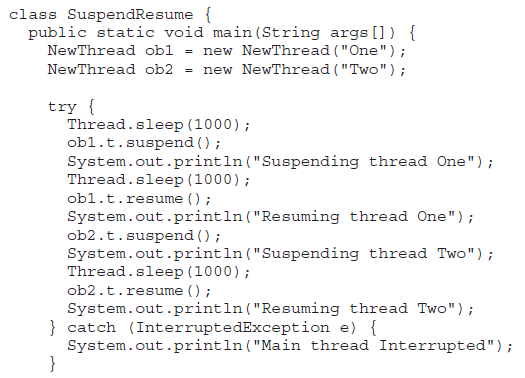 class SuspendResume {
  public static void main(String args[]) {
    NewThread ob1 = new NewThread("One");
    NewThread ob2 = new NewThread("Two");

    try {
      Thread.sleep(1000);
      ob1.t.suspend();
      System.out.println("Suspending thread One");
      Thread.sleep(1000);
      ob1.t.resume();
      System.out.println("Resuming thread One");
      ob2.t.suspend();
      System.out.println("Suspending thread Two");
      Thread.sleep(1000);
      ob2.t.resume();
      System.out.println("Resuming thread Two");
    } catch (InterruptedException e) {
      System.out.println("Main thread Interrupted");
    }